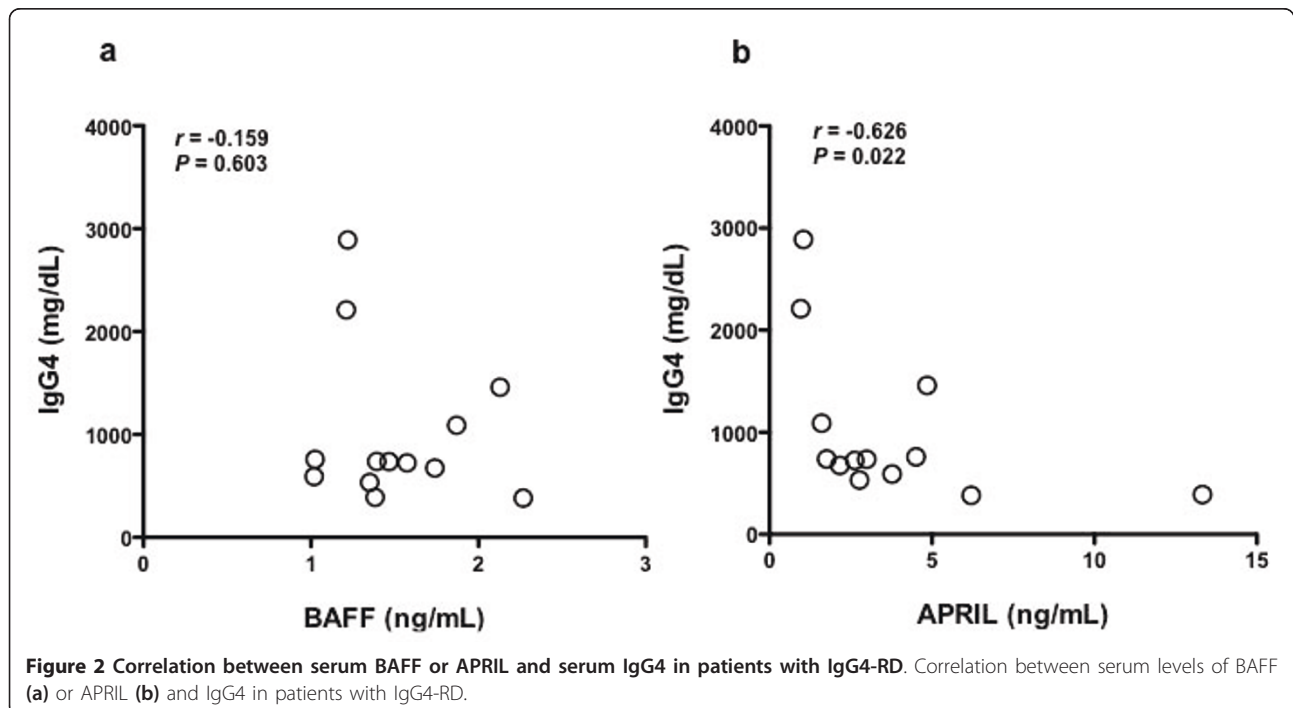 a
r = -0.159
P = 0.603
4000
3000
2000
1000
0
IgG4 (mg/dL)
0 1 2 3
BAFF (ng/mL)
b
r = -0.626
P = 0.022
4000
3000
2000
1000
0
IgG4 (mg/dL)
0 5 10 15
APRIL (ng/mL)
Figure 2 Correlation between serum BAFF or APRIL and serum IgG4 in patients with IgG4-RD. Correlation between serum levels of BAFF
(a) or APRIL (b) and IgG4 in patients with IgG4-RD.